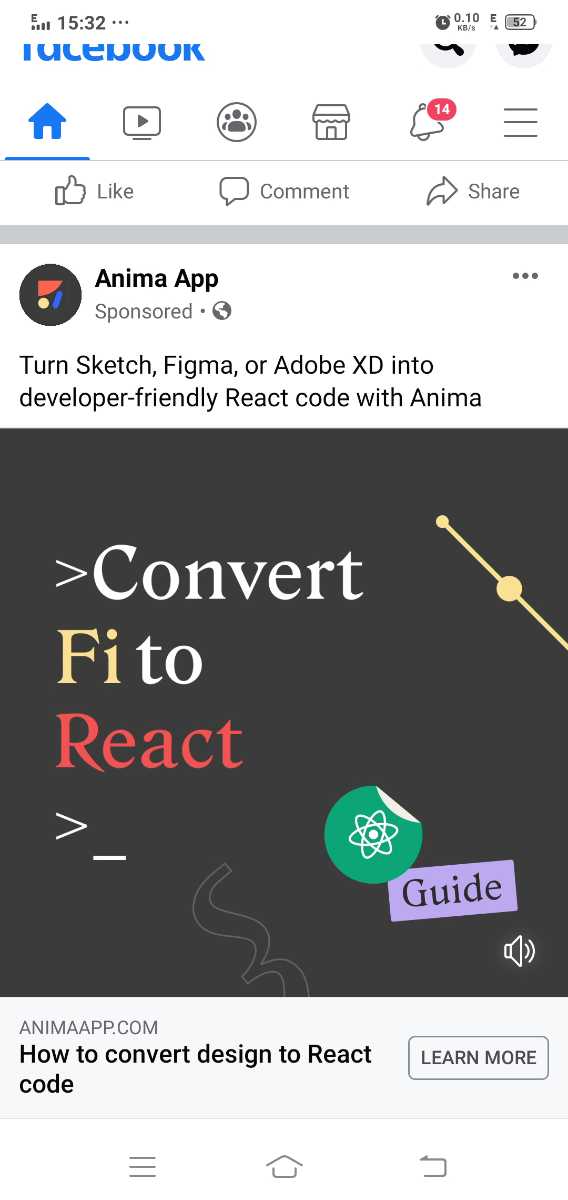 15:32 ...
0.10
KB/s
E
52
facebook
14
Like
Comment
Share
Anima App
Sponsored
Turn Sketch, Figma, or Adobe XD into
developer-friendly React code with Anima
>Convert
Fi to
React
>_
Guide
ANIMAAPP.COM
How to convert design to React
code
LEARN MORE